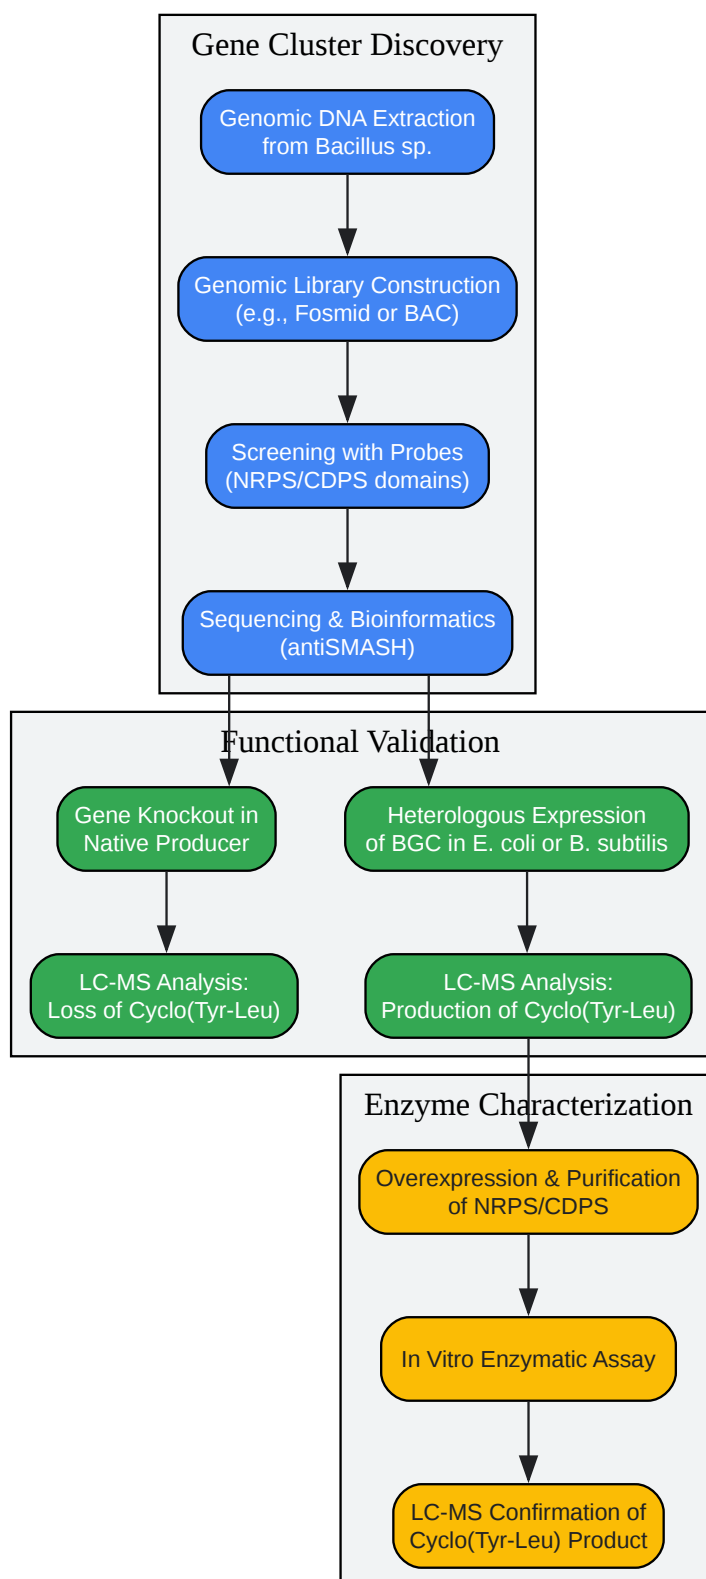 Gene Cluster Discovery
Genomic DNA Extraction
from Bacillus sp.
Genomic Library Construction
(e.g., Fosmid or BAC)
Screening with Probes
(NRPS/CDPS domains)
Sequencing & Bioinformatics
(antiSMASH)
Functional Validation
Gene Knockout in
Native Producer
Heterologous Expression
of BGC in E. coli or B. subtilis
LC-MS Analysis:
Loss of Cyclo(Tyr-Leu)
LC-MS Analysis:
Production of Cyclo(Tyr-Leu)
Enzyme Characterization
Overexpression & Purification
of NRPS/CDPS
In Vitro Enzymatic Assay
LC-MS Confirmation of
Cyclo(Tyr-Leu) Product